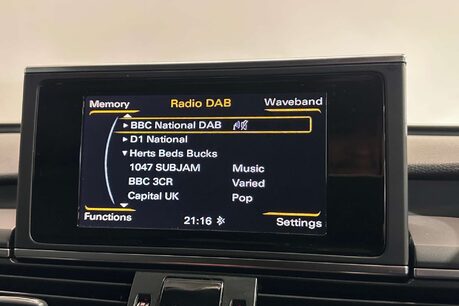 Memory Radio DAB Waveband
▸ BBC National DAB
▸ D1 National
▾ Herts Beds Bucks
1047 SUBJAM Music
BBC 3CR Varied
Capital UK Pop
Functions 21:16 Settings